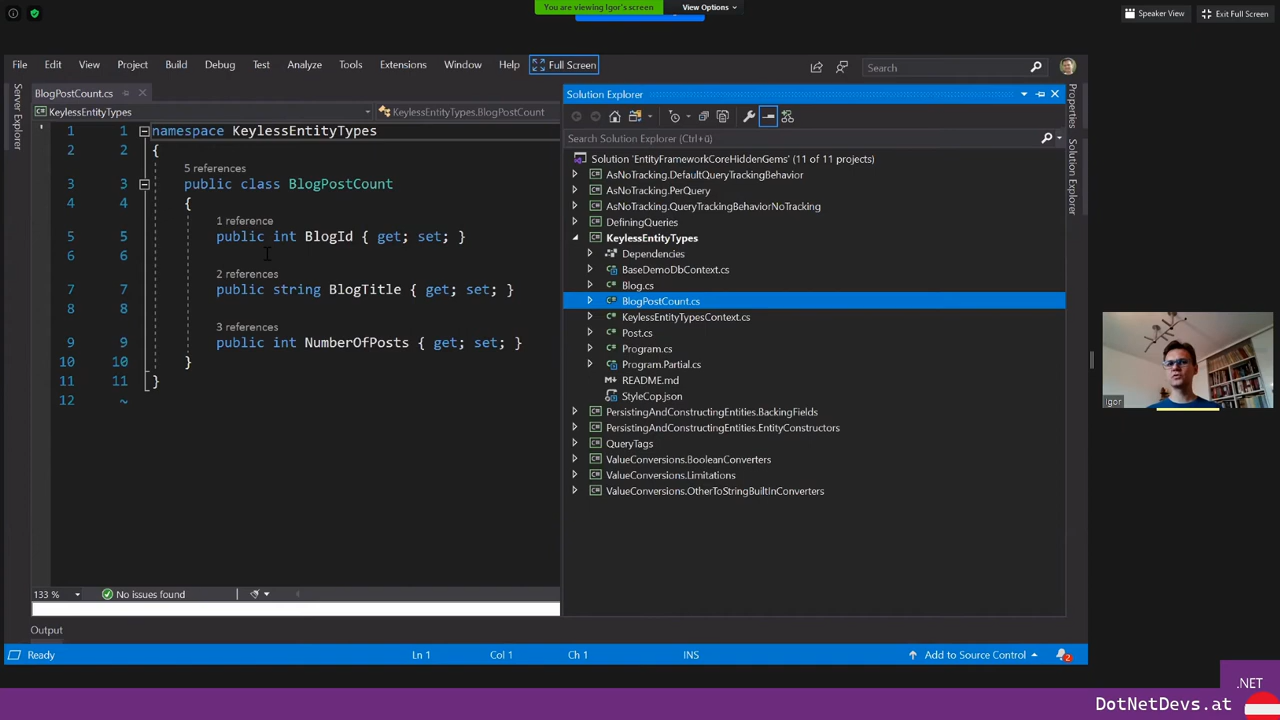 You are viewing Igor's screen
View Options
Speaker View
Exit Full Screen
File Edit View Project Build Debug Test Analyze Tools Extensions Window Help
Full Screen
Search
Server Explorer
BlogPostCount.cs
KeylessEntityTypes
KeylessEntityTypes.BlogPostCount
1 1 namespace KeylessEntityTypes
2 2 {
5 references
3 3 public class BlogPostCount
4 4 {
1 reference
5 5 public int BlogId { get; set; }
6 6
2 references
7 7 public string BlogTitle { get; set; }
8 8
3 references
9 9 public int NumberOfPosts { get; set; }
10 10 }
11 11 }
12 ~
133 %
No issues found
Output
Solution Explorer
Search Solution Explorer (Ctrl+ü)
Solution 'EntityFrameworkCoreHiddenGems' (11 of 11 projects)
AsNoTracking.DefaultQueryTrackingBehavior
AsNoTracking.PerQuery
AsNoTracking.QueryTrackingBehaviorNoTracking
DefiningQueries
KeylessEntityTypes
Dependencies
BaseDemoDbContext.cs
Blog.cs
BlogPostCount.cs
KeylessEntityTypesContext.cs
Post.cs
Program.cs
Program.Partial.cs
README.md
StyleCop.json
PersistingAndConstructingEntities.BackingFields
PersistingAndConstructingEntities.EntityConstructors
QueryTags
ValueConversions.BooleanConverters
ValueConversions.Limitations
ValueConversions.OtherToStringBuiltInConverters
Properties
Solution Explorer
Igor
Ready
Ln 1
Col 1
Ch 1
INS
Add to Source Control
2
.NET
DotNetDevs.at